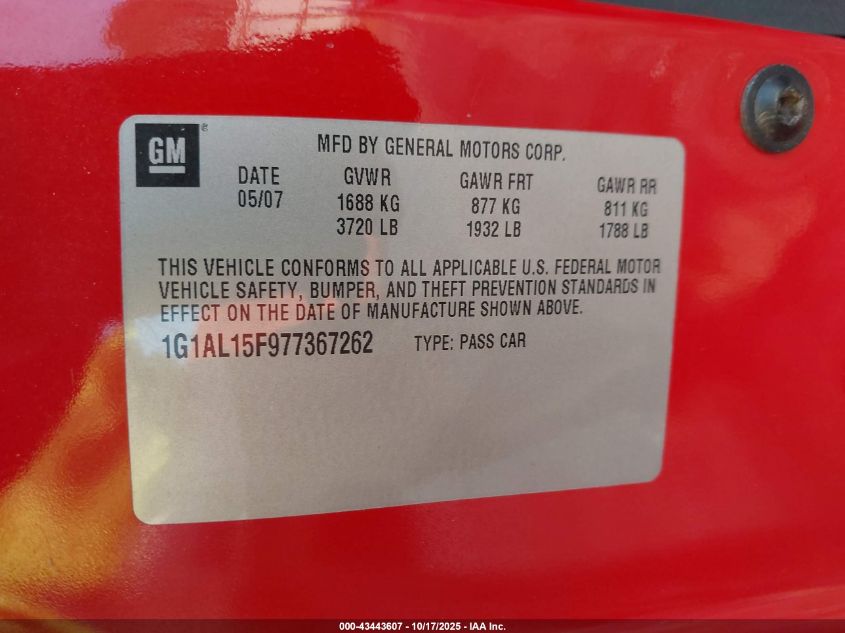 GM®
MFD BY GENERAL MOTORS CORP.
DATE GVWR GAWR FRT GAWR RR
05/07 1688 KG 877 KG 811 KG
3720 LB 1932 LB 1788 LB
THIS VEHICLE CONFORMS TO ALL APPLICABLE U.S. FEDERAL MOTOR
VEHICLE SAFETY, BUMPER, AND THEFT PREVENTION STANDARDS IN
EFFECT ON THE DATE OF MANUFACTURE SHOWN ABOVE.
1G1AL15F977367262 TYPE: PASS CAR
000-43443607 - 10/17/2025 - IAA Inc.